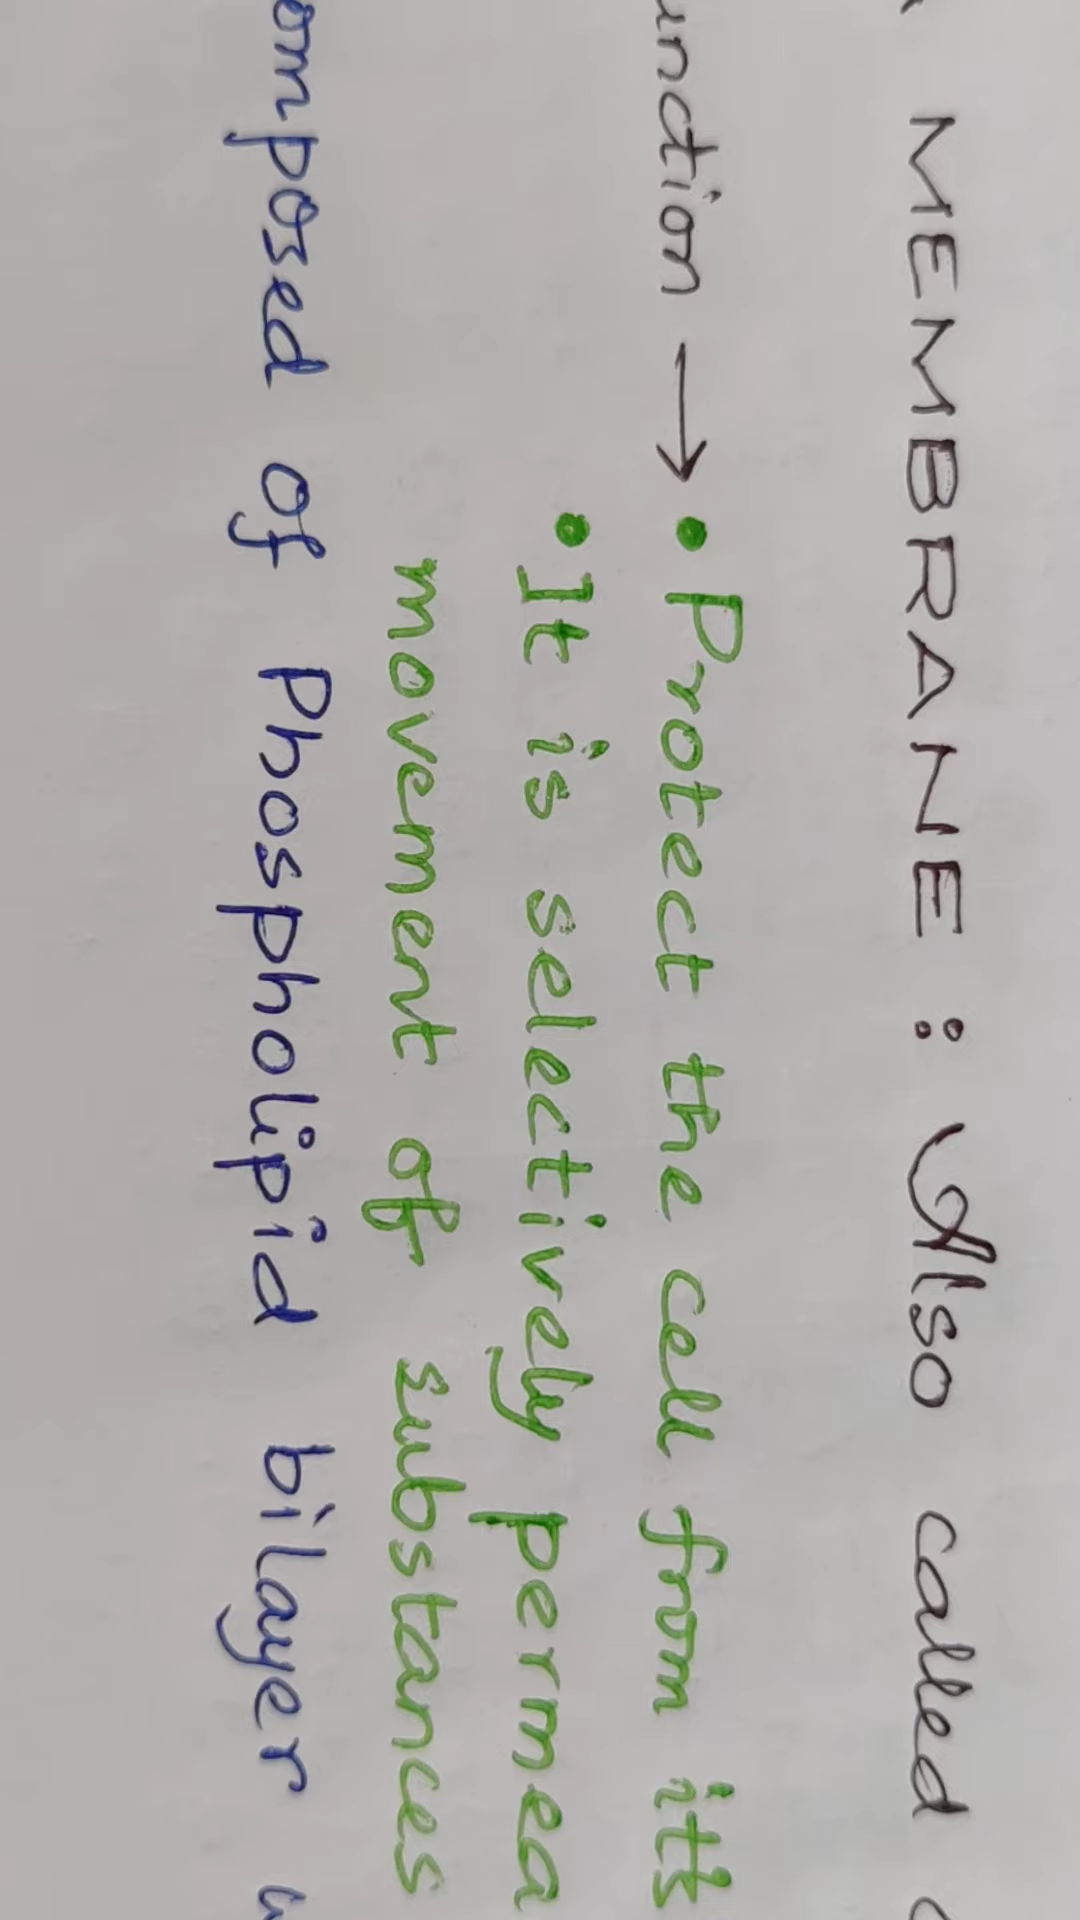 MEMBRANE : Also called
unction → • Protect the cell from its
• It is selectively permea
movement of substances
omposed of Phospholipid bilayer